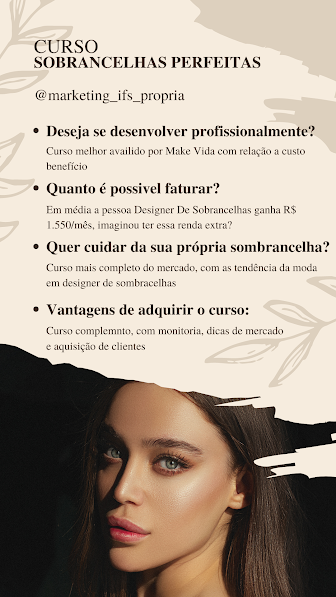 CURSO
SOBRANCELHAS PERFEITAS
@marketing_ifs_propria
Deseja se desenvolver profissionalmente?
Curso melhor availido por Make Vida com relação a custo
benefício
Quanto é possivel faturar?
Em média a pessoa Designer De Sobrancelhas ganha R$
1.550/mês, imaginou ter essa renda extra?
Quer cuidar da sua própria sombrancelha?
Curso mais completo do mercado, com as tendência da moda
em designer de sombracelhas
Vantagens de adquirir o curso:
Curso complemnto, com monitoria, dicas de mercado
e aquisição de clientes